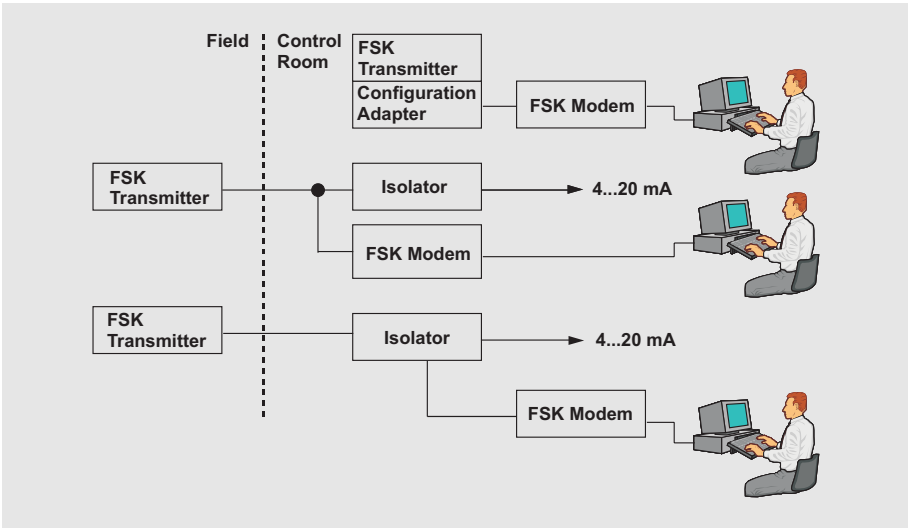 Field
Control
Room
FSK
Transmitter
Configuration
Adapter
FSK Modem
FSK
Transmitter
Isolator
4...20 mA
FSK Modem
FSK
Transmitter
Isolator
4...20 mA
FSK Modem